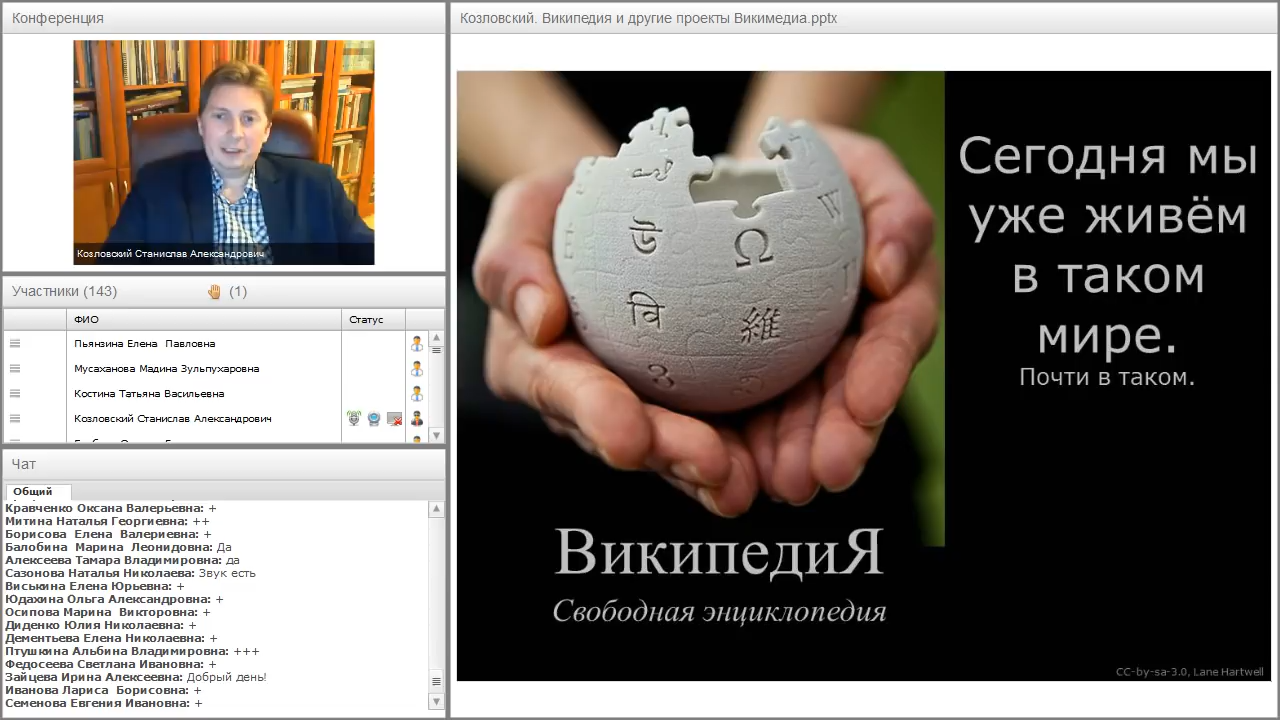 Конференция
Козловский Станислав Александрович
Участники (143)
(1)
ФИО
Статус
Пьянзина Елена Павловна
Мусаханова Мадина Зульпухаровна
Костина Татьяна Васильевна
Козловский Станислав Александрович
Чат
Общий
Кравченко Оксана Валерьевна: +
Митина Наталья Георгиевна: ++
Борисова Елена Валериевна: +
Балобина Марина Леонидовна: Да
Алексеева Тамара Владимировна: да
Сазонова Наталья Николаева: Звук есть
Виськина Елена Юрьевна: +
Юдахина Ольга Александровна: +
Осипова Марина Викторовна: +
Диденко Юлия Николаевна: +
Дементьева Елена Николаевна: +
Птушкина Альбина Владимировна: +++
Федосеева Светлана Ивановна: +
Зайцева Ирина Алексеевна: Добрый день!
Иванова Лариса Борисовна: +
Семенова Евгения Ивановна: +
Козловский. Википедия и другие проекты Викимедиа.pptx
Сегодня мы
уже живём
в таком
мире.
Почти в таком.
Ω
W
উ
वि
維
ВикипедиЯ
Свободная энциклопедия
CC-by-sa-3.0, Lane Hartwell